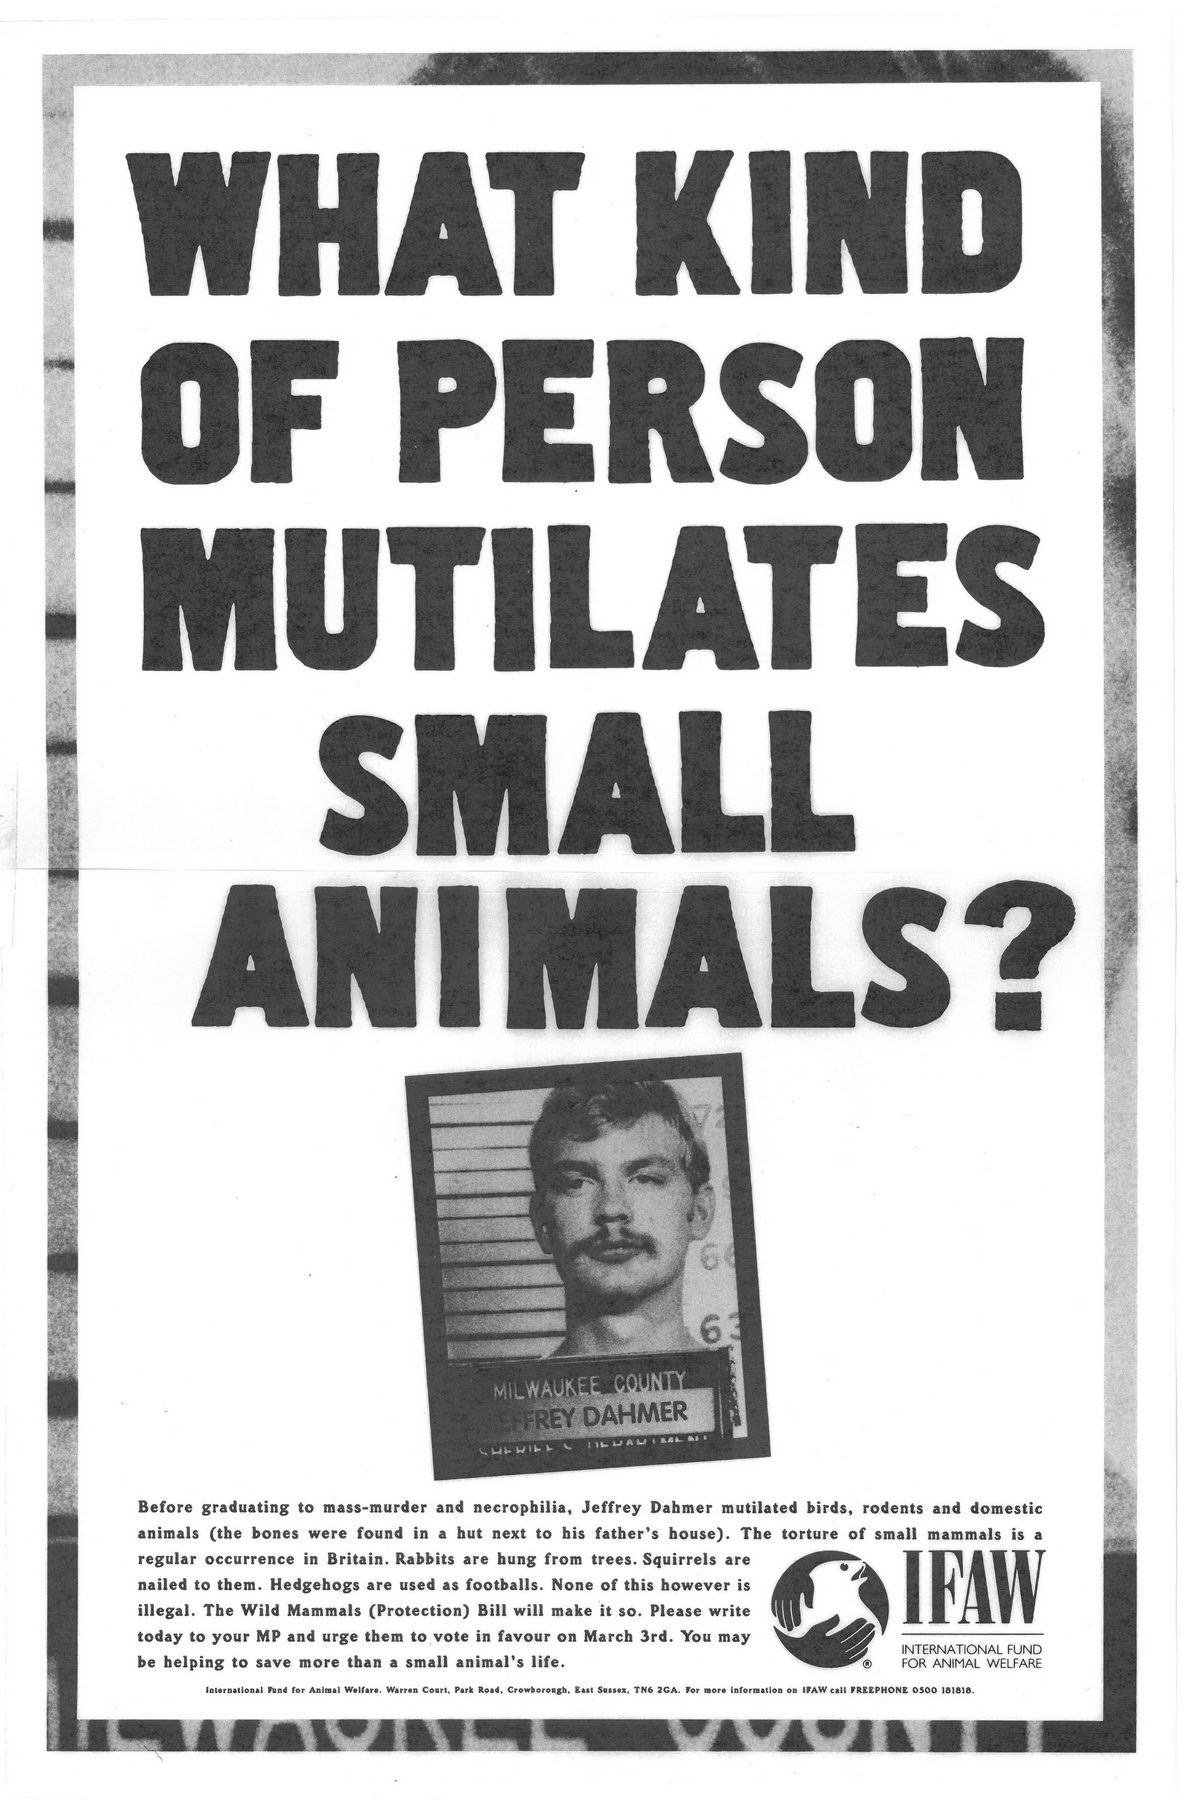 WHAT KIND
OF PERSON
MUTILATES
SMALL
ANIMALS?
72
66
63
MILWAUKEE COUNTY
JEFFREY DAHMER
SHERIFF'S DEPARTMENT
Before graduating to mass-murder and necrophilia, Jeffrey Dahmer mutilated birds, rodents and domestic
animals (the bones were found in a hut next to his father's house). The torture of small mammals is a
regular occurrence in Britain. Rabbits are hung from trees. Squirrels are
nailed to them. Hedgehogs are used as footballs. None of this however is
illegal. The Wild Mammals (Protection) Bill will make it so. Please write
today to your MP and urge them to vote in favour on March 3rd. You may
be helping to save more than a small animal's life.
®
IFAW
INTERNATIONAL FUND
FOR ANIMAL WELFARE
International Fund for Animal Welfare. Warren Court, Park Road, Crowborough, East Sussex, TN6 2GA. For more information on IFAW call FREEPHONE 0500 181818.
MILWAUKEE COUNTY